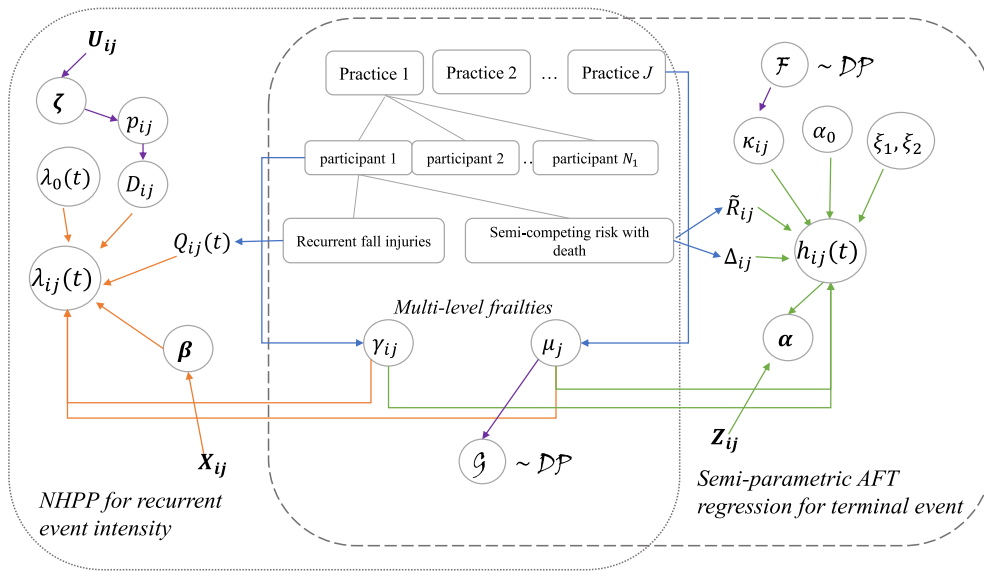 U_ij
ζ
p_ij
λ_0(t)
D_ij
Q_ij(t)
λ_ij(t)
β
X_ij
NHPP for recurrent
event intensity
Practice 1
Practice 2
...
Practice J
participant 1
participant 2
..
participant N_1
Recurrent fall injuries
Semi-competing risk with
death
Multi-level frailties
γ_ij
μ_j
𝒢 ~ 𝒟𝒫
ℱ ~ 𝒟𝒫
κ_ij
α_0
ξ_1, ξ_2
R̃_ij
Δ_ij
h_ij(t)
α
Z_ij
Semi-parametric AFT
regression for terminal event